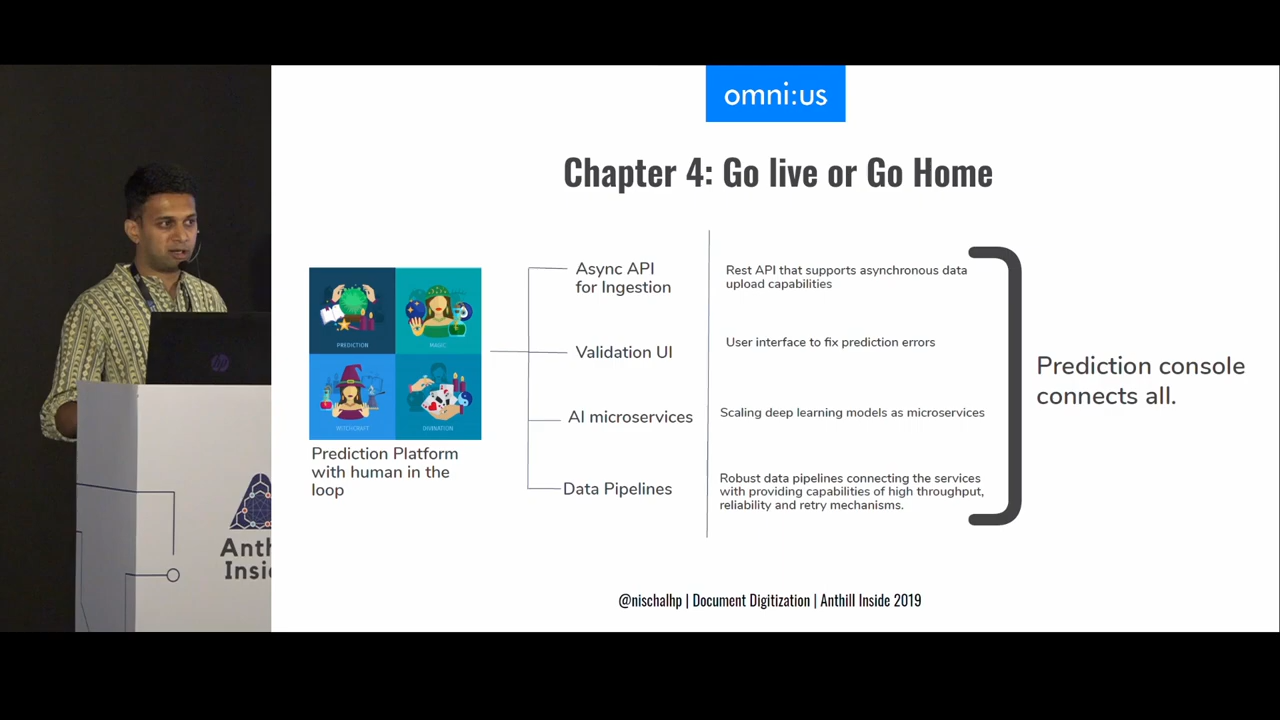 omni:us
Chapter 4: Go live or Go Home
PREDICTION
MAGIC
WITCHCRAFT
DIVINATION
Prediction Platform
with human in the
loop
Async API
for Ingestion
Validation UI
AI microservices
Data Pipelines
Rest API that supports asynchronous data
upload capabilities
User interface to fix prediction errors
Scaling deep learning models as microservices
Robust data pipelines connecting the services
with providing capabilities of high throughput,
reliability and retry mechanisms.
Prediction console
connects all.
@nischalhp | Document Digitization | Anthill Inside 2019
hp
Anth
Insi